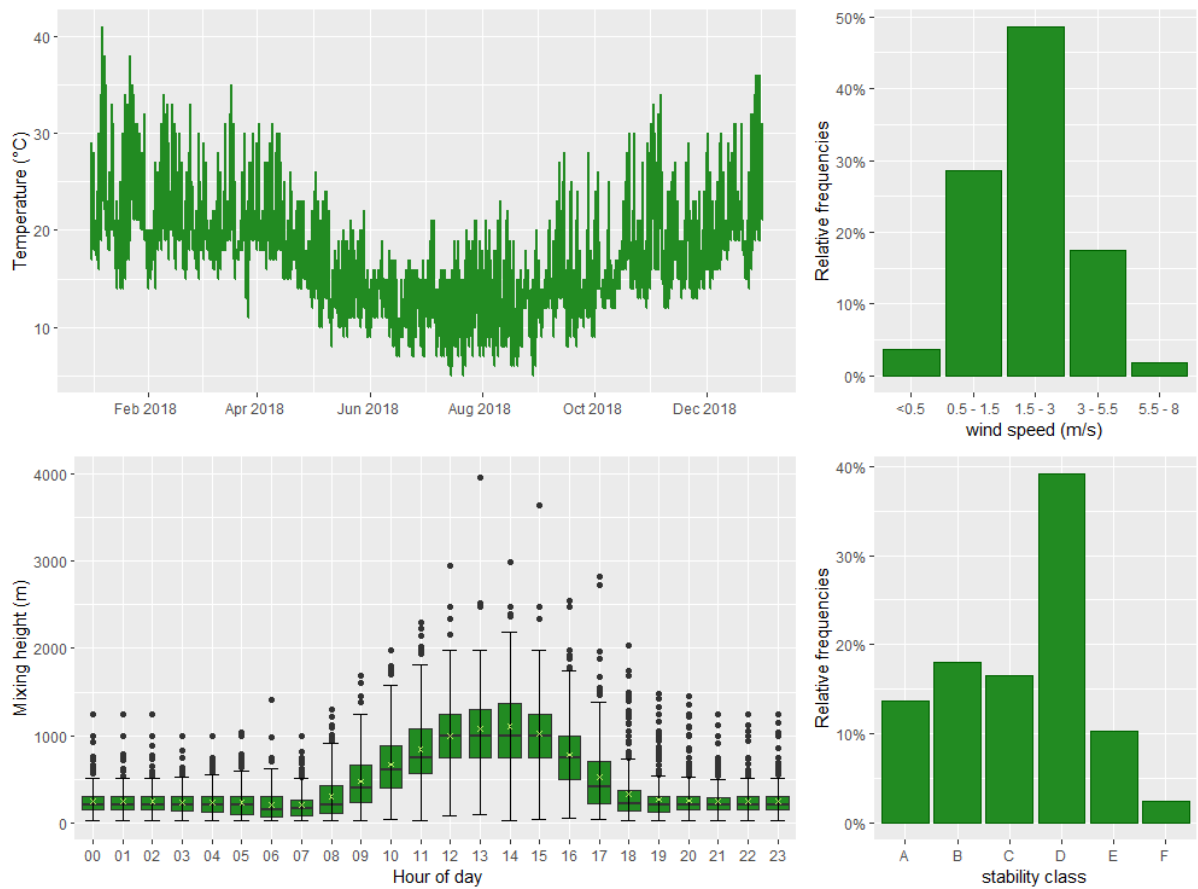 Temperature (°C)
40
30
20
10
Feb 2018 Apr 2018 Jun 2018 Aug 2018 Oct 2018 Dec 2018
Relative frequencies
50%
40%
30%
20%
10%
0%
<0.5 0.5 - 1.5 1.5 - 3 3 - 5.5 5.5 - 8
wind speed (m/s)
Mixing height (m)
4000
3000
2000
1000
0
00 01 02 03 04 05 06 07 08 09 10 11 12 13 14 15 16 17 18 19 20 21 22 23
Hour of day
Relative frequencies
40%
30%
20%
10%
0%
A B C D E F
stability class